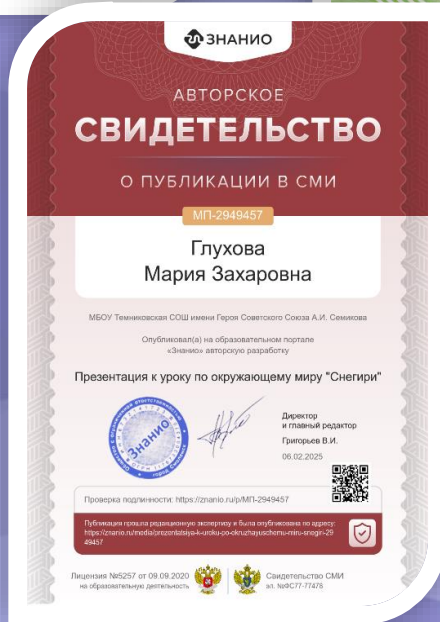 ЗНАНИО
АВТОРСКОЕ
СВИДЕТЕЛЬСТВО
О ПУБЛИКАЦИИ В СМИ
МП-2949457
Глухова
Мария Захаровна
МБОУ Темниковская СОШ имени Героя Советского Союза А.И. Семикова
Опубликовал(а) на образовательном портале
«Знанио» авторскую разработку
Презентация к уроку по окружающему миру "Снегири"
Знанио
Директор
и главный редактор
Григорьев В.И.
06.02.2025
Проверка подлинности: https://znanio.ru/p/МП-2949457
Публикация прошла редакционную экспертизу и была опубликована по адресу:
https://znanio.ru/media/prezentatsiya-k-uroku-po-okruzhayuschemu-miru-snegiri-29
49457
Лицензия №5257 от 09.09.2020
на образовательную деятельность
Свидетельство СМИ
эл. №ФС77-77478